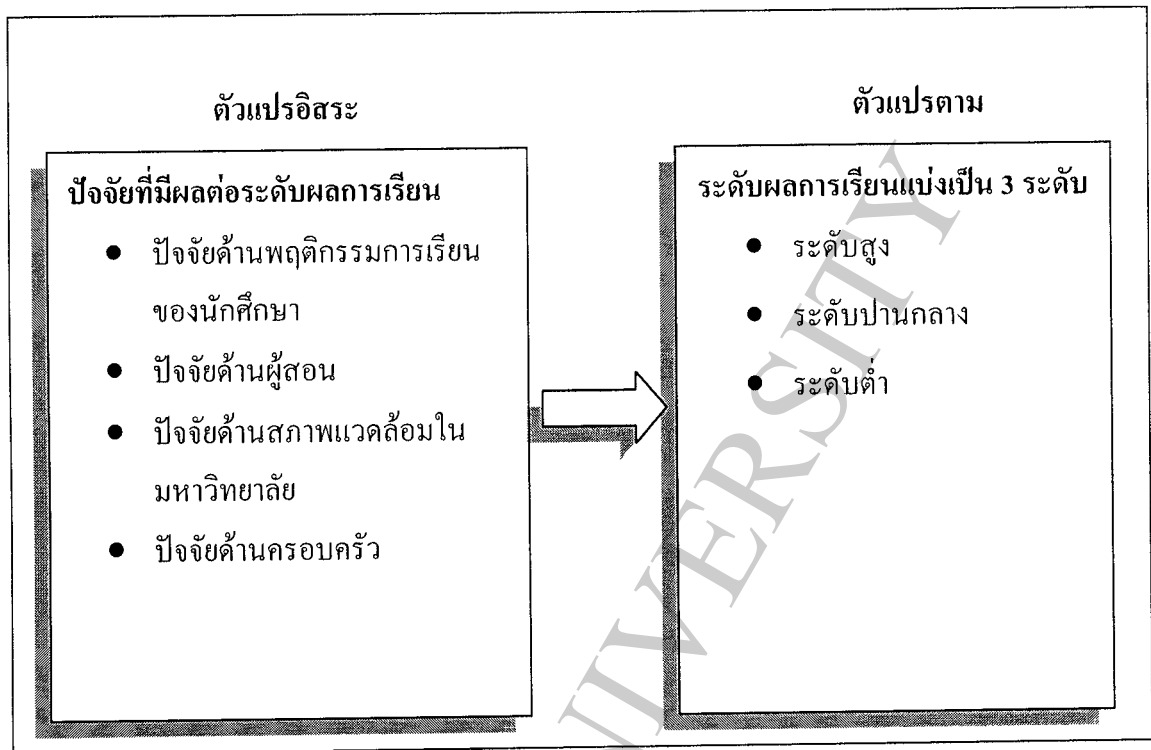 ตัวแปรอิสระ
ปัจจัยที่มีผลต่อระดับผลการเรียน
● ปัจจัยด้านพฤติกรรมการเรียน
ของนักศึกษา
● ปัจจัยด้านผู้สอน
● ปัจจัยด้านสภาพแวดล้อมใน
มหาวิทยาลัย
● ปัจจัยด้านครอบครัว
ตัวแปรตาม
ระดับผลการเรียนแบ่งเป็น 3 ระดับ
● ระดับสูง
● ระดับปานกลาง
● ระดับต่ำ